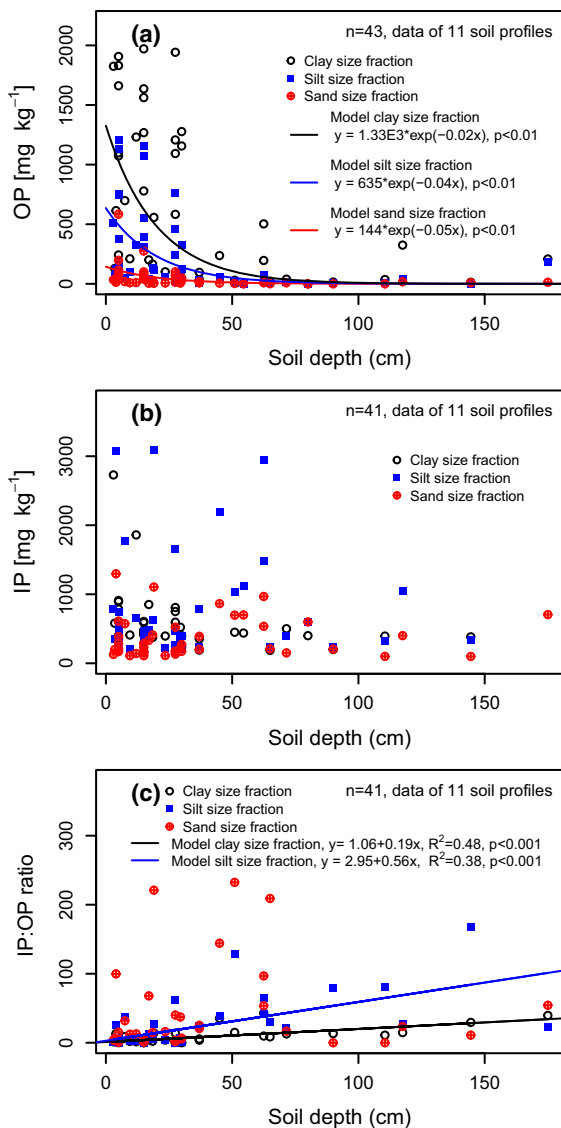 (a)
n=43, data of 11 soil profiles
Clay size fraction
Silt size fraction
Sand size fraction
Model clay size fraction
y = 1.33E3*exp(−0.02x), p<0.01
Model silt size fraction
y = 635*exp(−0.04x), p<0.01
Model sand size fraction
y = 144*exp(−0.05x), p<0.01
OP [mg kg⁻¹]
2000
1500
1000
500
0
0 50 100 150
Soil depth (cm)
(b)
n=41, data of 11 soil profiles
Clay size fraction
Silt size fraction
Sand size fraction
IP [mg kg⁻¹]
3000
2000
1000
0
0 50 100 150
Soil depth (cm)
(c)
n=41, data of 11 soil profiles
Clay size fraction
Silt size fraction
Sand size fraction
Model clay size fraction, y= 1.06+0.19x, R²=0.48, p<0.001
Model silt size fraction, y = 2.95+0.56x, R²=0.38, p<0.001
IP:OP ratio
300
200
100
0
0 50 100 150
Soil depth (cm)